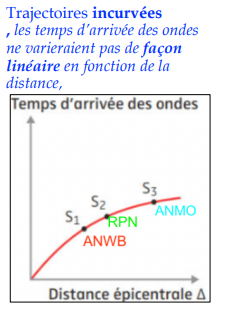 Trajectoires incurvées
, les temps d'arrivée des ondes
ne varieraient pas de façon
linéaire en fonction de la
distance,
Temps d'arrivée des ondes
S3
S2
S1
ANMO
RPN
ANWB
Distance épicentrale Δ